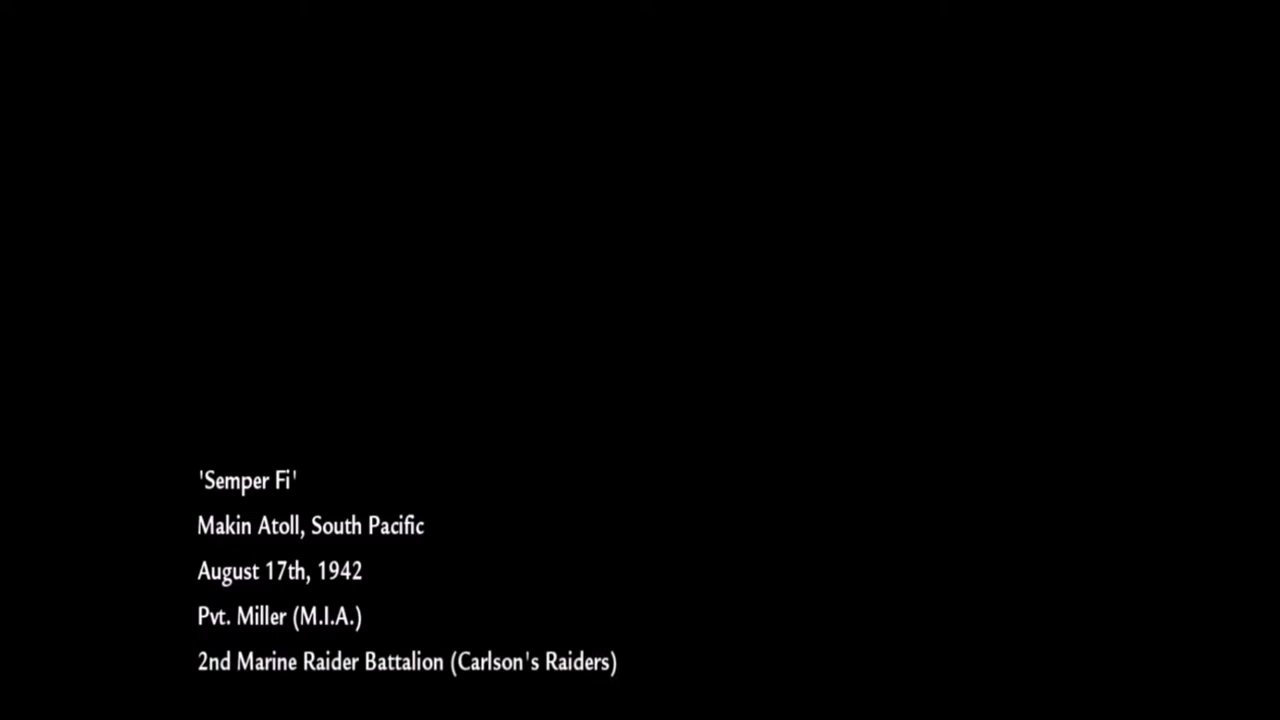 'Semper Fi'
Makin Atoll, South Pacific
August 17th, 1942
Pvt. Miller (M.I.A.)
2nd Marine Raider Battalion (Carlson's Raiders)